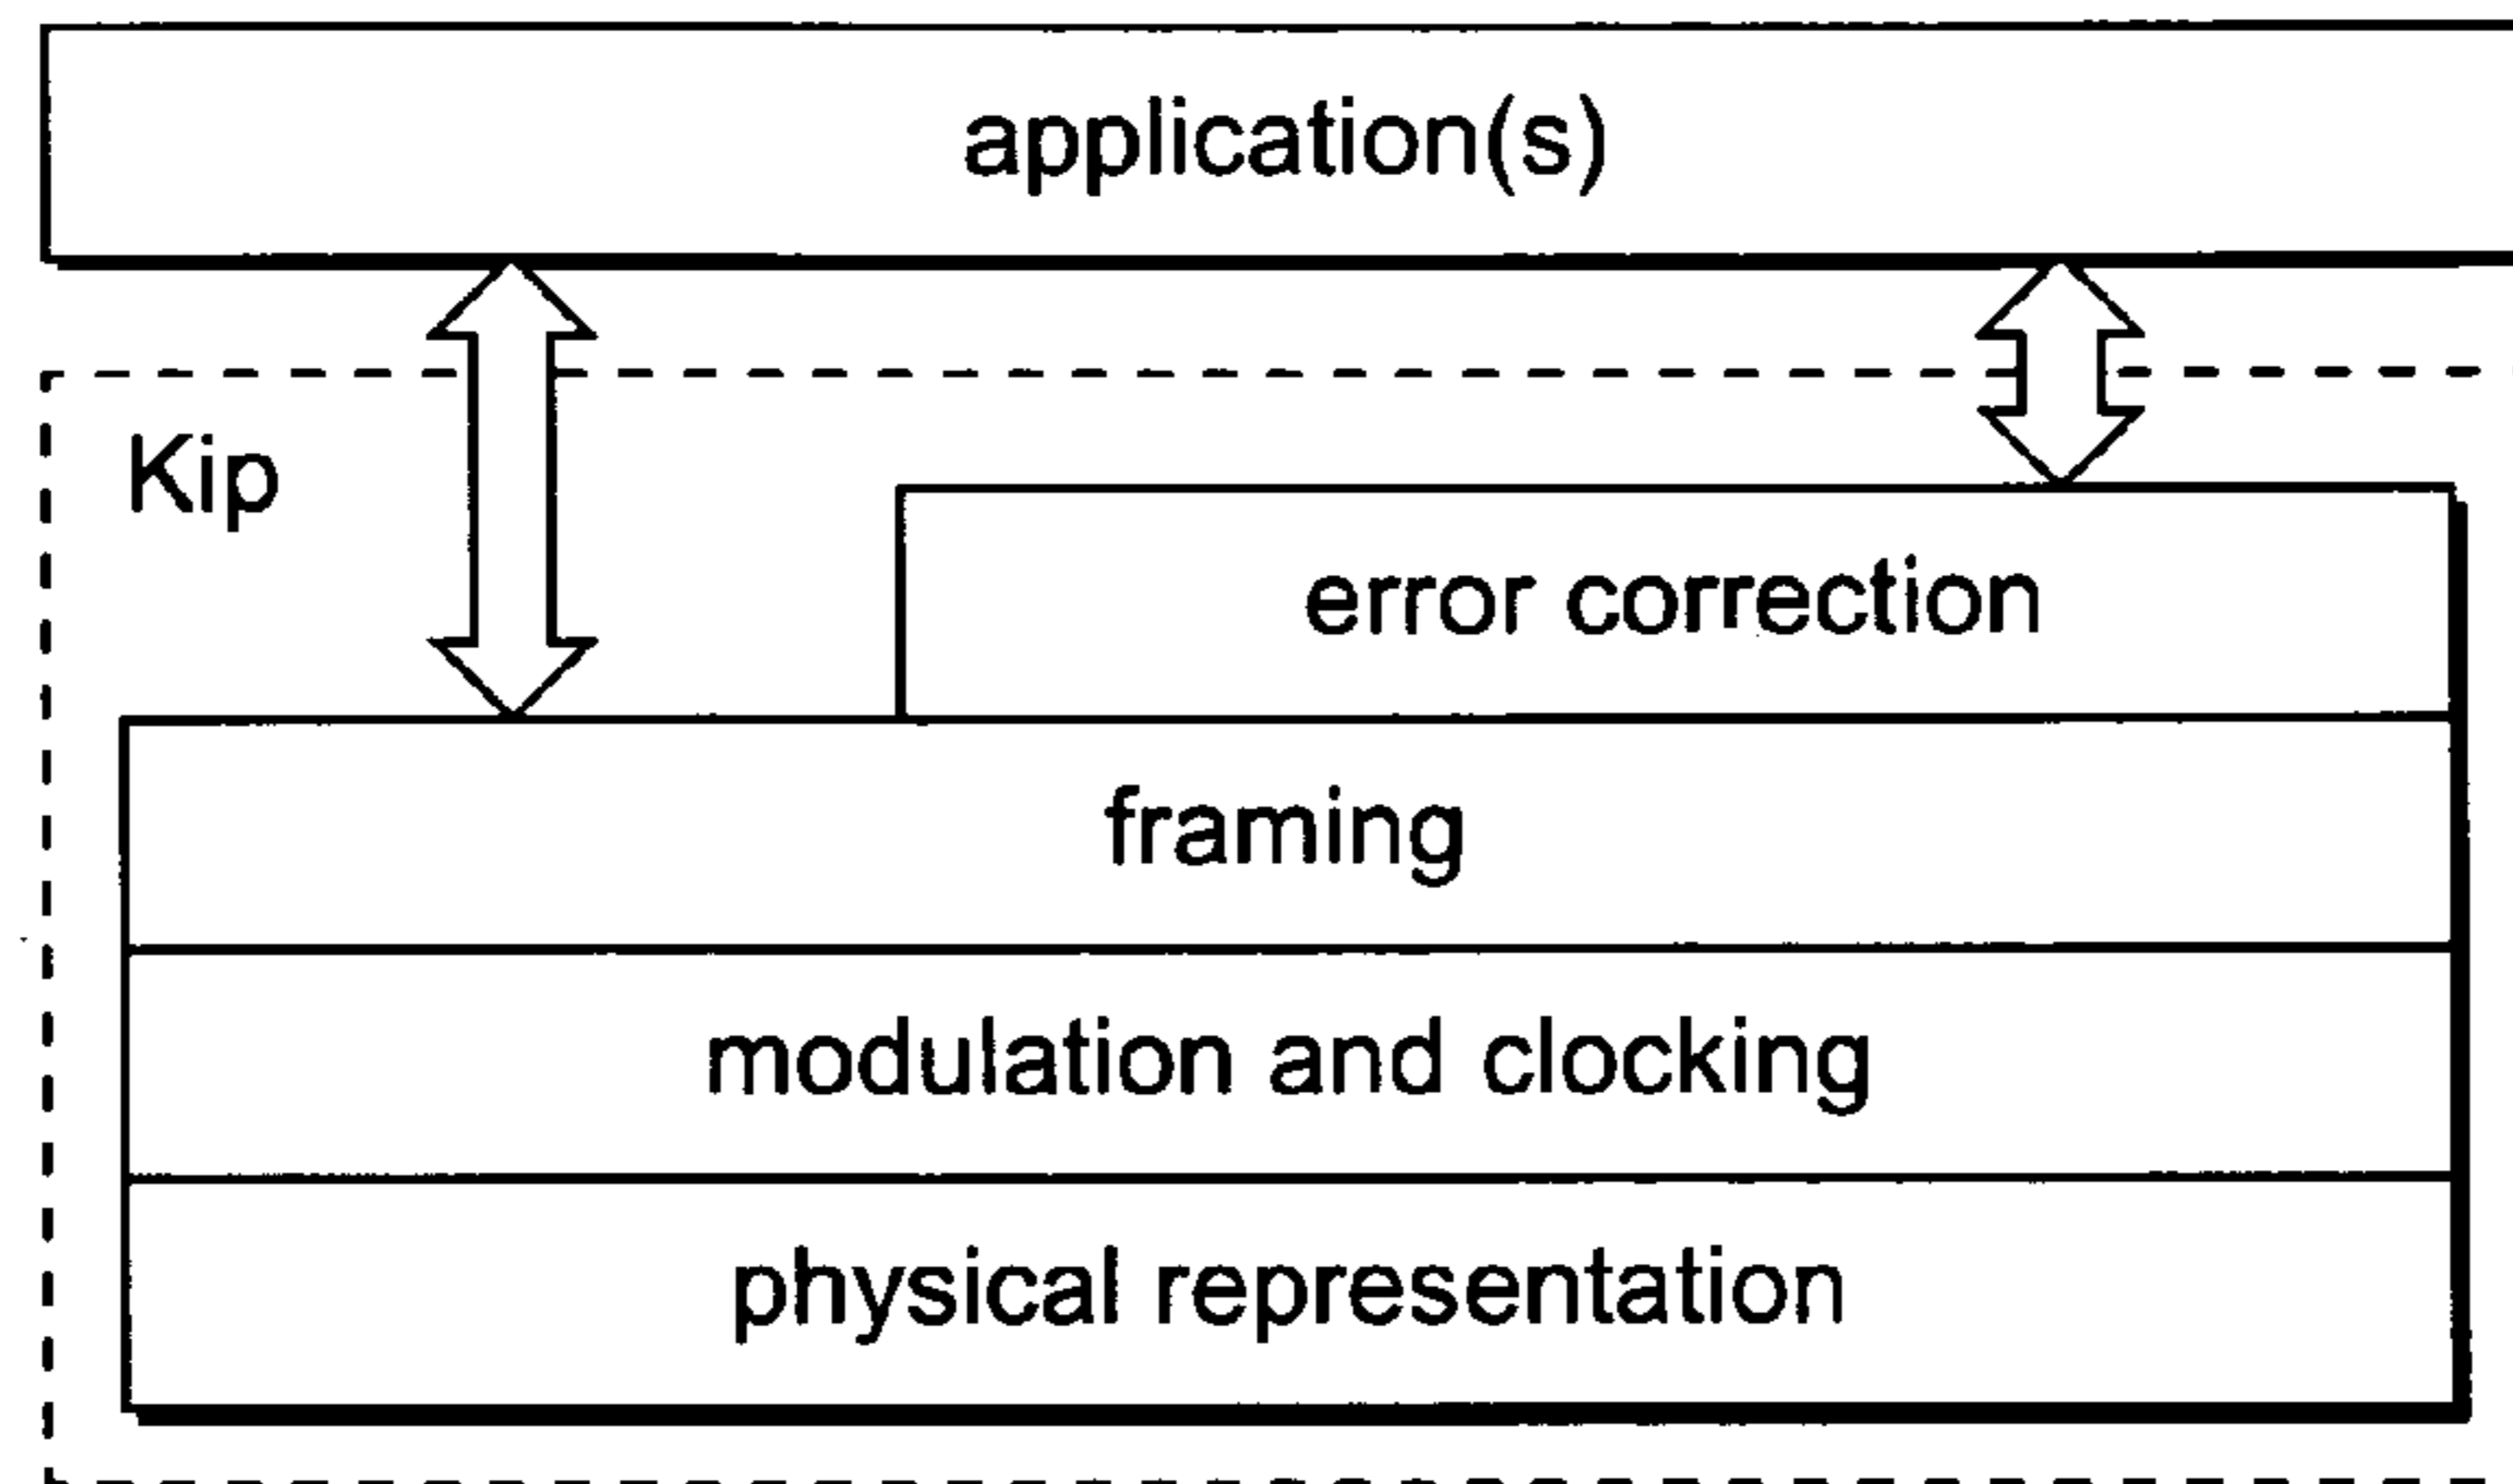 application(s)
Kip
error correction
framing
modulation and clocking
physical representation